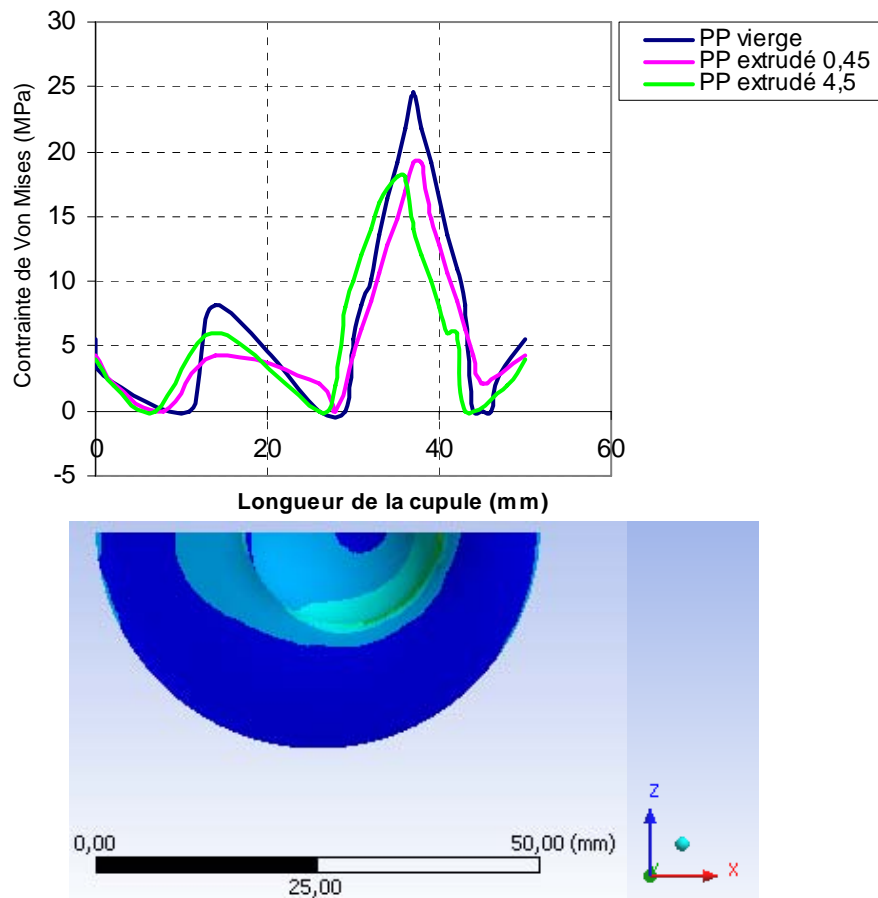 30
25
20
15
10
5
0
-5
Contrainte de Von Mises (MPa)
0
20
40
60
Longueur de la cupule (mm)
PP vierge
PP extrudé 0,45
PP extrudé 4,5
0,00
50,00 (mm)
25,00
Z
Y
X